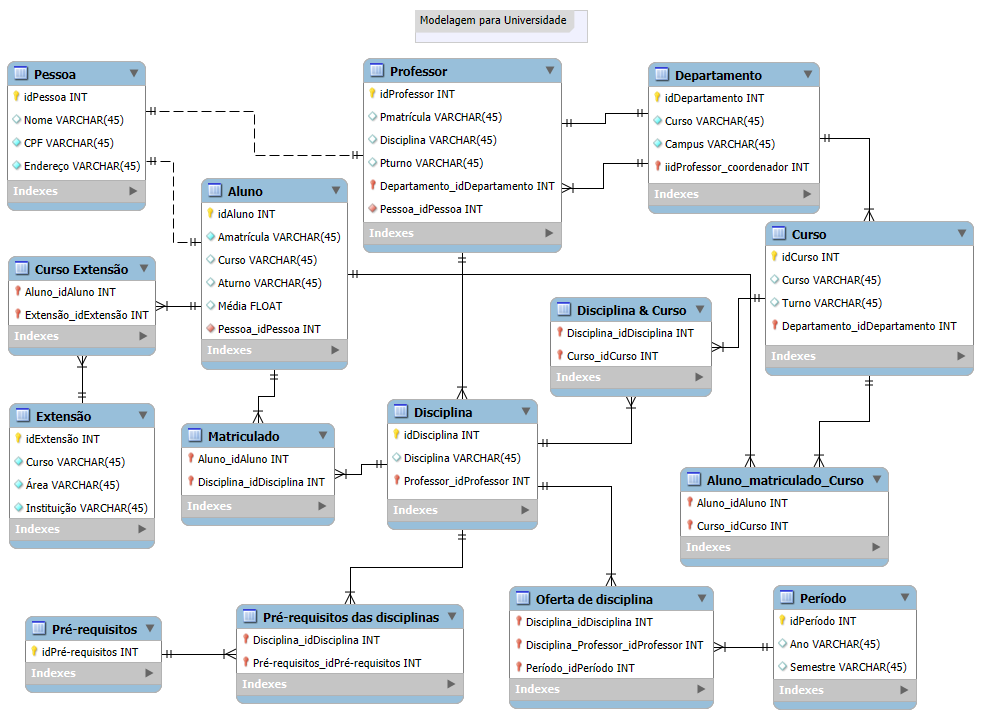 Modelagem para Universidade
Pessoa
idPessoa INT
Nome VARCHAR(45)
CPF VARCHAR(45)
Endereço VARCHAR(45)
Indexes
Professor
idProfessor INT
Pmatrícula VARCHAR(45)
Disciplina VARCHAR(45)
Pturno VARCHAR(45)
Departamento_idDepartamento INT
Pessoa_idPessoa INT
Indexes
Departamento
idDepartamento INT
Curso VARCHAR(45)
Campus VARCHAR(45)
iidProfessor_coordenador INT
Indexes
Aluno
idAluno INT
Amatrícula VARCHAR(45)
Curso VARCHAR(45)
Aturno VARCHAR(45)
Média FLOAT
Pessoa_idPessoa INT
Indexes
Curso
idCurso INT
Curso VARCHAR(45)
Turno VARCHAR(45)
Departamento_idDepartamento INT
Indexes
Curso Extensão
Aluno_idAluno INT
Extensão_idExtensão INT
Indexes
Disciplina & Curso
Disciplina_idDisciplina INT
Curso_idCurso INT
Indexes
Extensão
idExtensão INT
Curso VARCHAR(45)
Área VARCHAR(45)
Instituição VARCHAR(45)
Indexes
Matriculado
Aluno_idAluno INT
Disciplina_idDisciplina INT
Indexes
Disciplina
idDisciplina INT
Disciplina VARCHAR(45)
Professor_idProfessor INT
Indexes
Aluno_matriculado_Curso
Aluno_idAluno INT
Curso_idCurso INT
Indexes
Pré-requisitos
idPré-requisitos INT
Indexes
Pré-requisitos das disciplinas
Disciplina_idDisciplina INT
Pré-requisitos_idPré-requisitos INT
Indexes
Oferta de disciplina
Disciplina_idDisciplina INT
Disciplina_Professor_idProfessor INT
Período_idPeríodo INT
Indexes
Período
idPeríodo INT
Ano VARCHAR(45)
Semestre VARCHAR(45)
Indexes